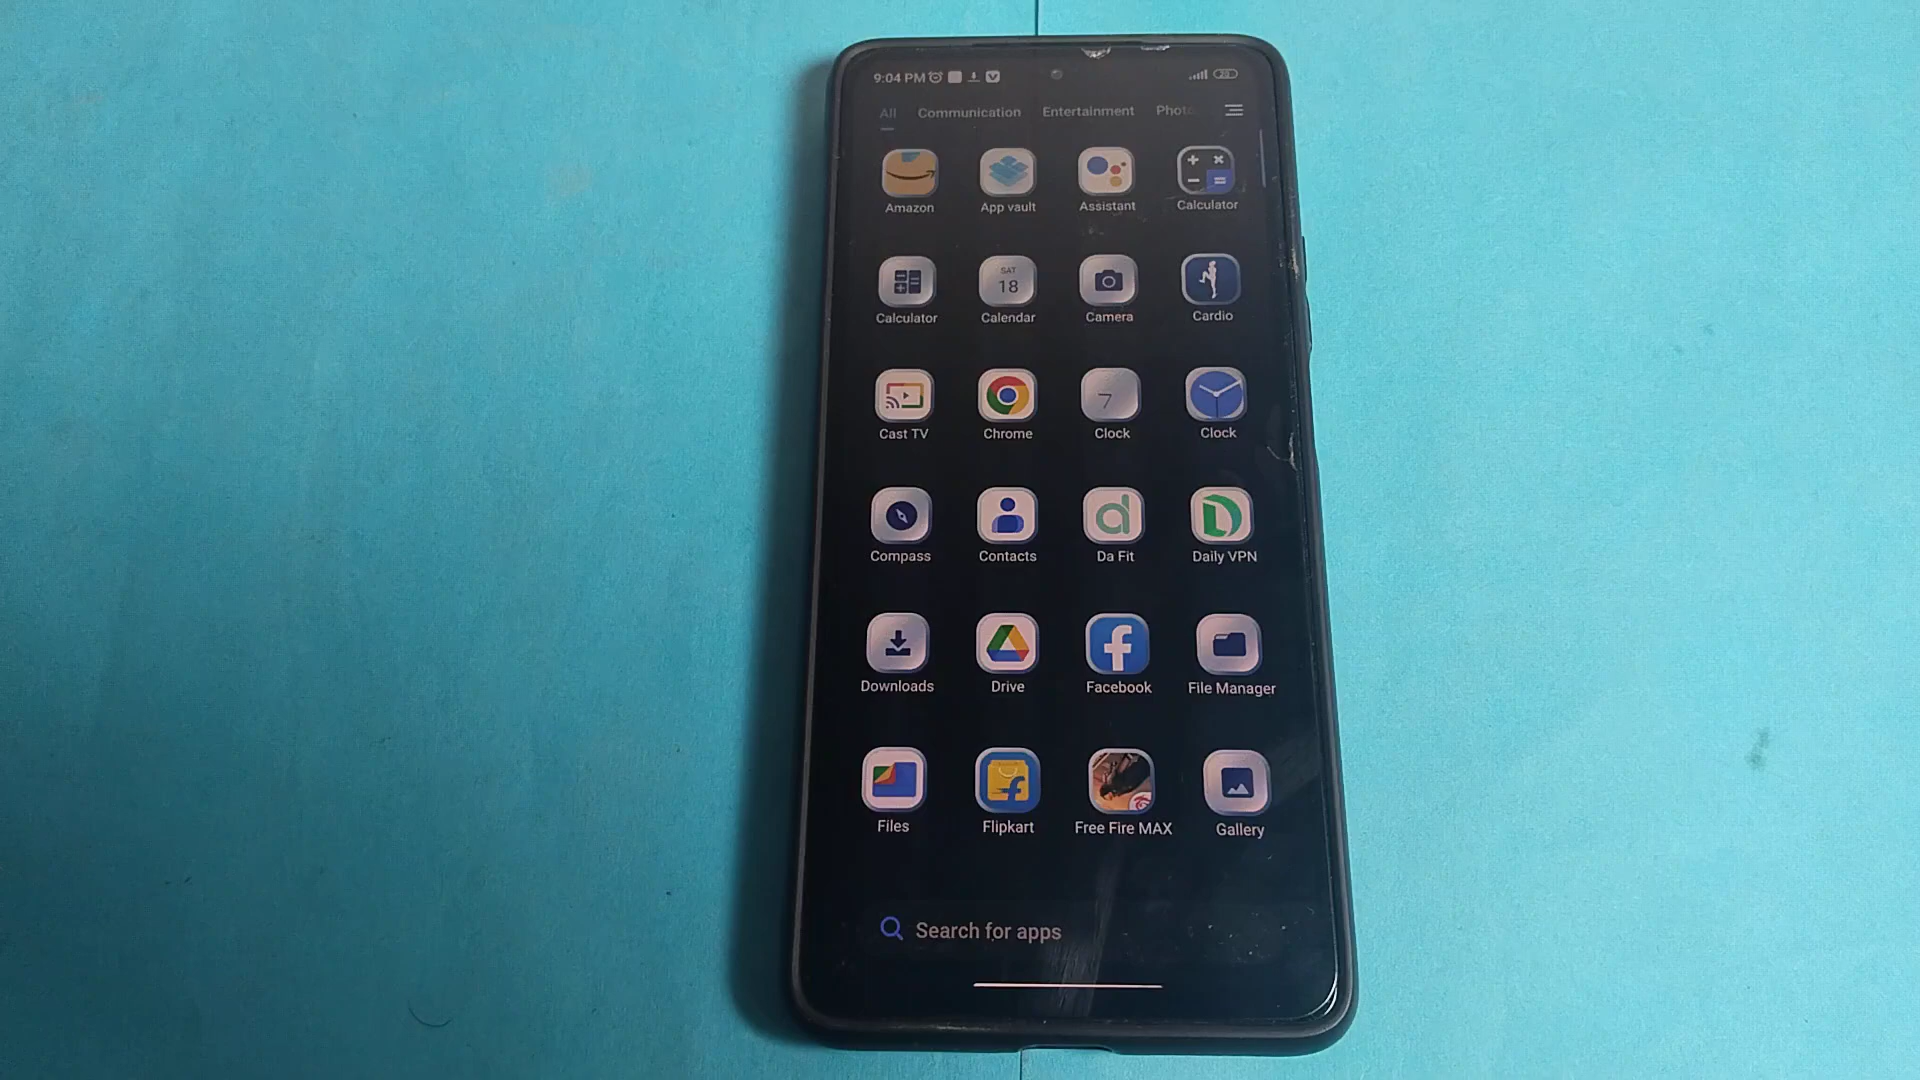 9:04 PM 20
All Communication Entertainment Photo
Amazon App vault Assistant Calculator
SAT
18
Calculator Calendar Camera Cardio
7
Cast TV Chrome Clock Clock
Compass Contacts Da Fit Daily VPN
Downloads Drive Facebook File Manager
Files Flipkart Free Fire MAX Gallery
Search for apps